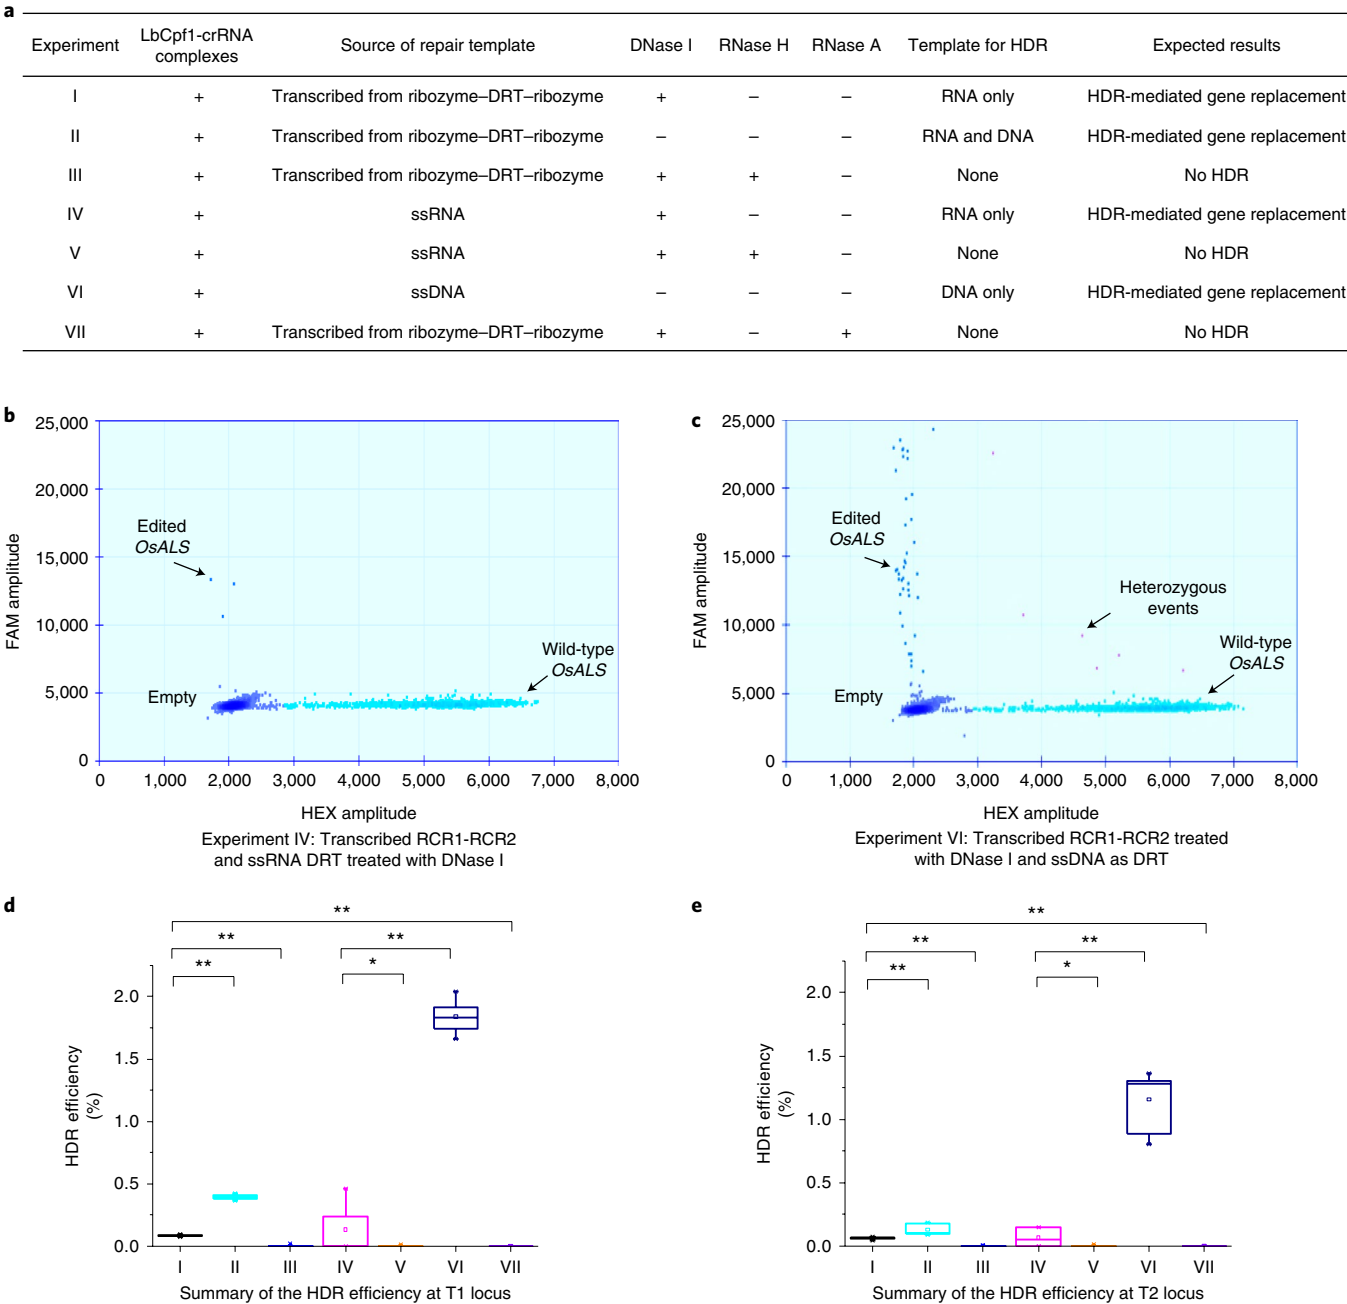 a
Experiment LbCpf1-crRNA complexes Source of repair template DNase I RNase H RNase A Template for HDR Expected results
I + Transcribed from ribozyme–DRT–ribozyme + – – RNA only HDR-mediated gene replacement
II + Transcribed from ribozyme–DRT–ribozyme – – – RNA and DNA HDR-mediated gene replacement
III + Transcribed from ribozyme–DRT–ribozyme + + – None No HDR
IV + ssRNA + – – RNA only HDR-mediated gene replacement
V + ssRNA + + – None No HDR
VI + ssDNA – – – DNA only HDR-mediated gene replacement
VII + Transcribed from ribozyme–DRT–ribozyme + – + None No HDR
b
25,000
20,000
15,000
10,000
5,000
0
FAM amplitude
Edited
OsALS
Wild-type
OsALS
Empty
0 1,000 2,000 3,000 4,000 5,000 6,000 7,000 8,000
HEX amplitude
Experiment IV: Transcribed RCR1-RCR2
and ssRNA DRT treated with DNase I
c
25,000
20,000
15,000
10,000
5,000
0
FAM amplitude
Edited
OsALS
Heterozygous
events
Wild-type
OsALS
Empty
0 1,000 2,000 3,000 4,000 5,000 6,000 7,000 8,000
HEX amplitude
Experiment VI: Transcribed RCR1-RCR2 treated
with DNase I and ssDNA as DRT
d
**
** **
** *
2.0
1.5
1.0
0.5
0.0
HDR efficiency
(%)
I II III IV V VI VII
Summary of the HDR efficiency at T1 locus
e
**
** **
** *
2.0
1.5
1.0
0.5
0.0
HDR efficiency
(%)
I II III IV V VI VII
Summary of the HDR efficiency at T2 locus